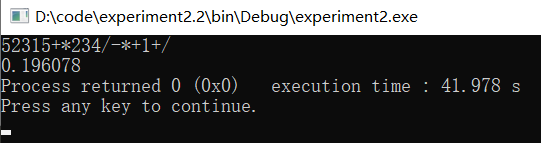 D:\code\experiment2.2\bin\Debug\experiment2.exe
52315+*234/-*+1+/
0.196078
Process returned 0 (0x0)   execution time : 41.978 s
Press any key to continue.